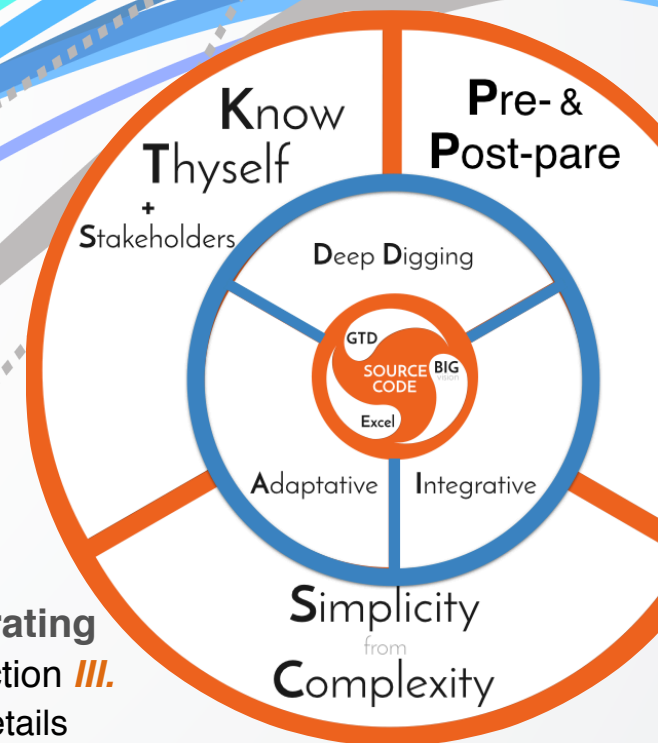 Know
Thyself
+
Stakeholders
Pre- &
Post-pare
Deep Digging
GTD
SOURCE
CODE
BIG
vision
Excel
Adaptative
Integrative
Simplicity
from
Complexity
rating
ction III.
etails